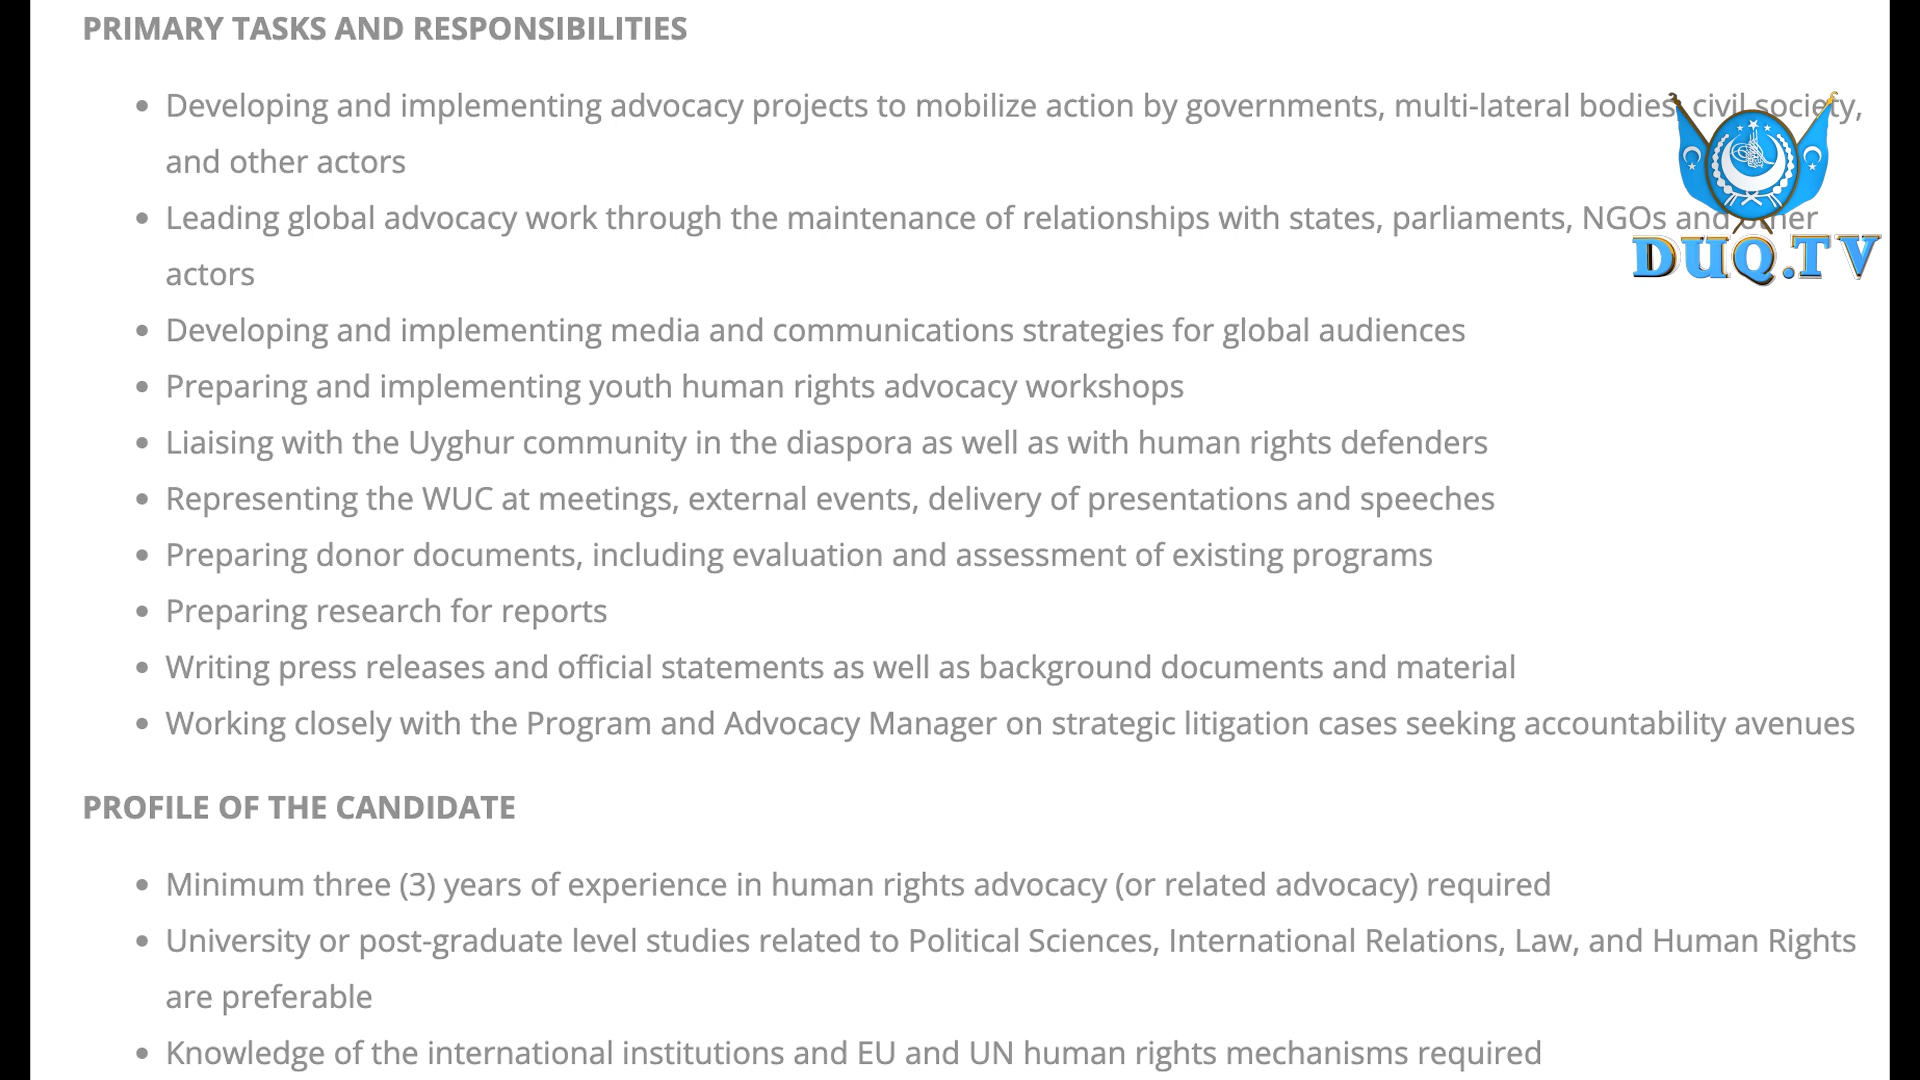 PRIMARY TASKS AND RESPONSIBILITIES
Developing and implementing advocacy projects to mobilize action by governments, multi-lateral bodies, civil society,
and other actors
Leading global advocacy work through the maintenance of relationships with states, parliaments, NGOs and other
actors
DUQ.TV
Developing and implementing media and communications strategies for global audiences
Preparing and implementing youth human rights advocacy workshops
Liaising with the Uyghur community in the diaspora as well as with human rights defenders
Representing the WUC at meetings, external events, delivery of presentations and speeches
Preparing donor documents, including evaluation and assessment of existing programs
Preparing research for reports
Writing press releases and official statements as well as background documents and material
Working closely with the Program and Advocacy Manager on strategic litigation cases seeking accountability avenues
PROFILE OF THE CANDIDATE
Minimum three (3) years of experience in human rights advocacy (or related advocacy) required
University or post-graduate level studies related to Political Sciences, International Relations, Law, and Human Rights
are preferable
Knowledge of the international institutions and EU and UN human rights mechanisms required